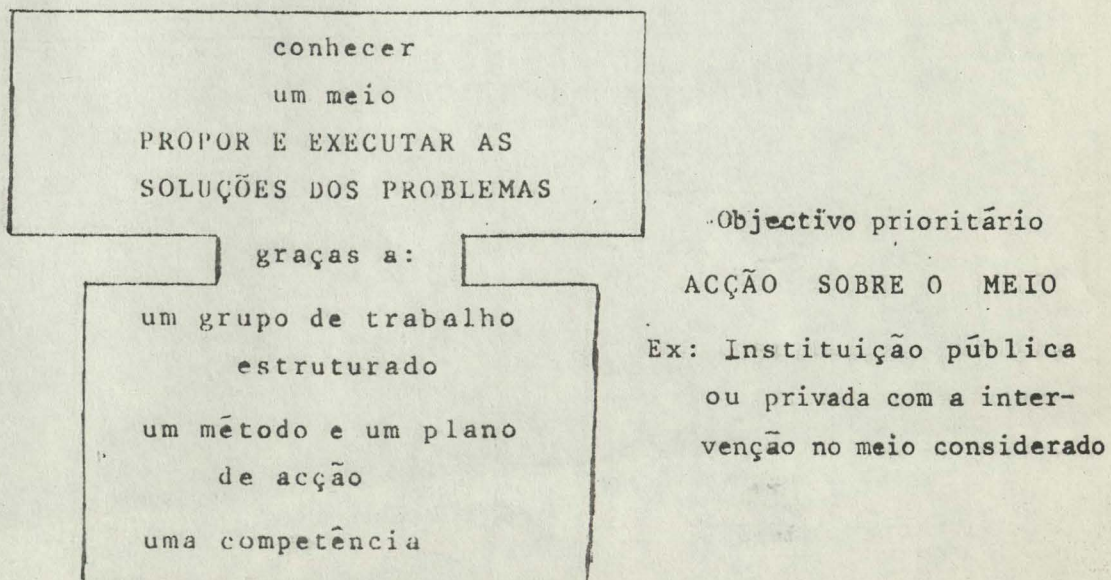 conhecer
um meio
PROPOR E EXECUTAR AS
SOLUÇÕES DOS PROBLEMAS
graças a:
um grupo de trabalho
estruturado
um método e um plano
de acção
uma competência
Objectivo prioritário
ACÇÃO SOBRE O MEIO
Ex: Instituição pública
ou privada com a inter-
venção no meio considerado